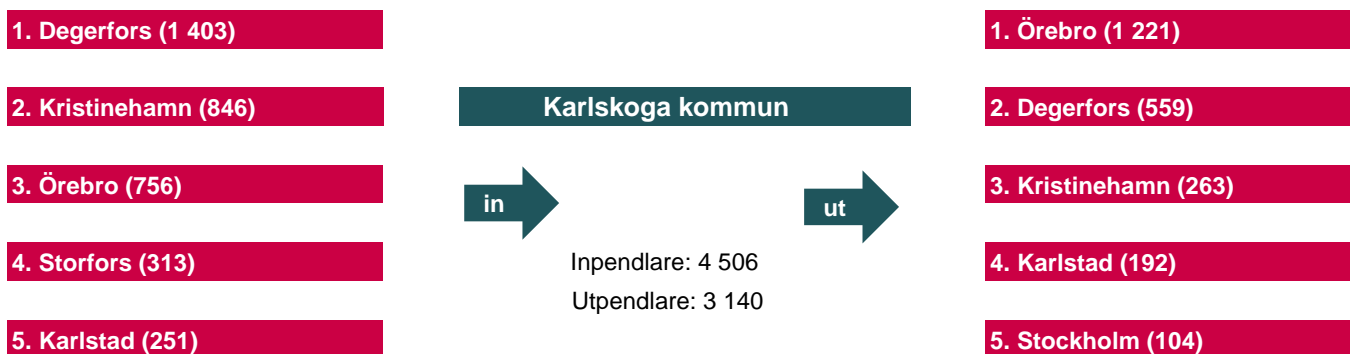 1. Degerfors (1 403)
2. Kristinehamn (846)
3. Örebro (756)
4. Storfors (313)
5. Karlstad (251)
Karlskoga kommun
in
ut
Inpendlare: 4 506
Utpendlare: 3 140
1. Örebro (1 221)
2. Degerfors (559)
3. Kristinehamn (263)
4. Karlstad (192)
5. Stockholm (104)